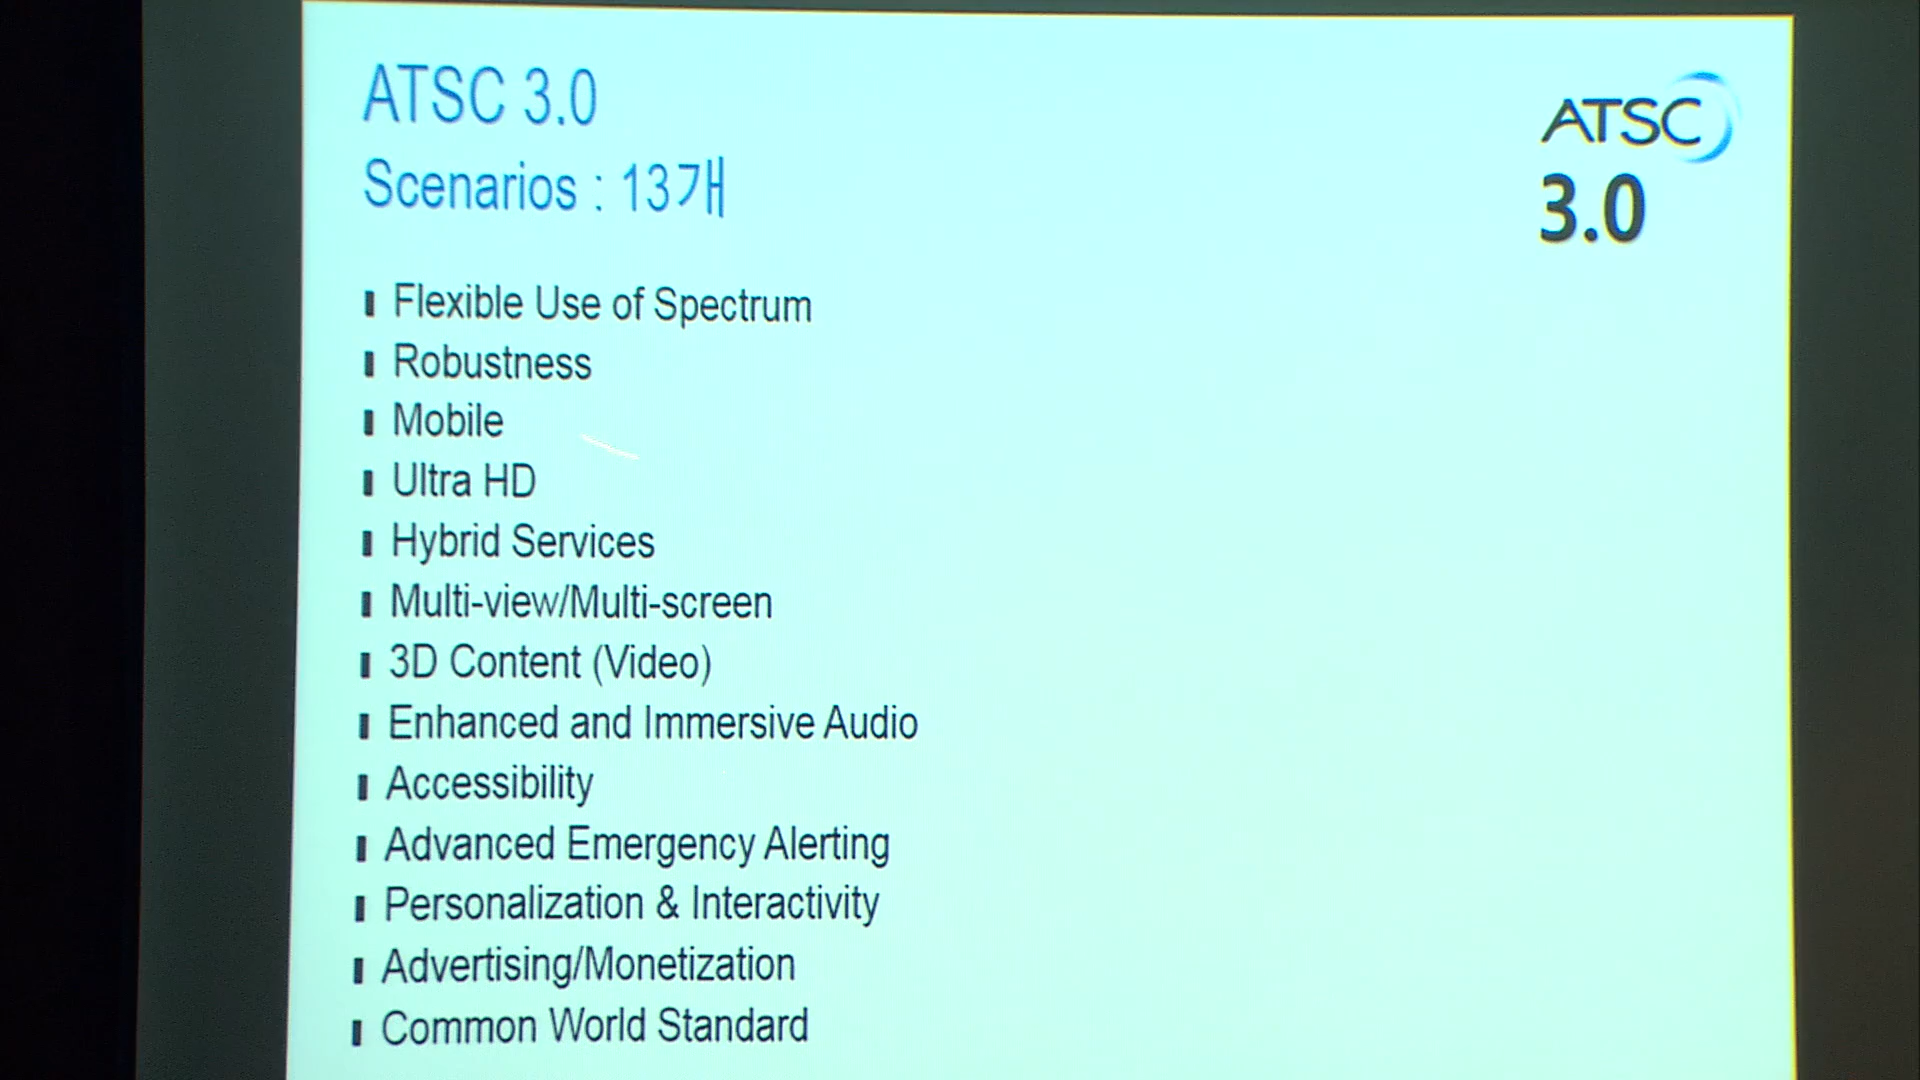 ATSC 3.0
Scenarios : 13개
ATSC
3.0
Flexible Use of Spectrum
Robustness
Mobile
Ultra HD
Hybrid Services
Multi-view/Multi-screen
3D Content (Video)
Enhanced and Immersive Audio
Accessibility
Advanced Emergency Alerting
Personalization & Interactivity
Advertising/Monetization
Common World Standard